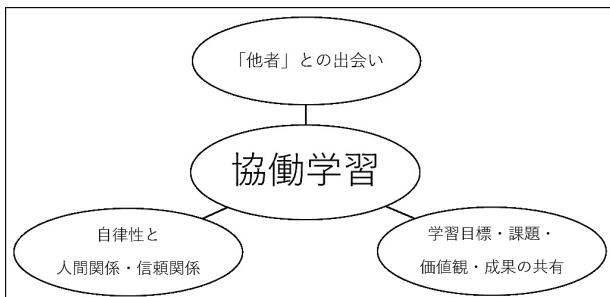 「他者」との出会い
協働学習
自律性と
人間関係・信頼関係
学習目標・課題・
価値観・成果の共有